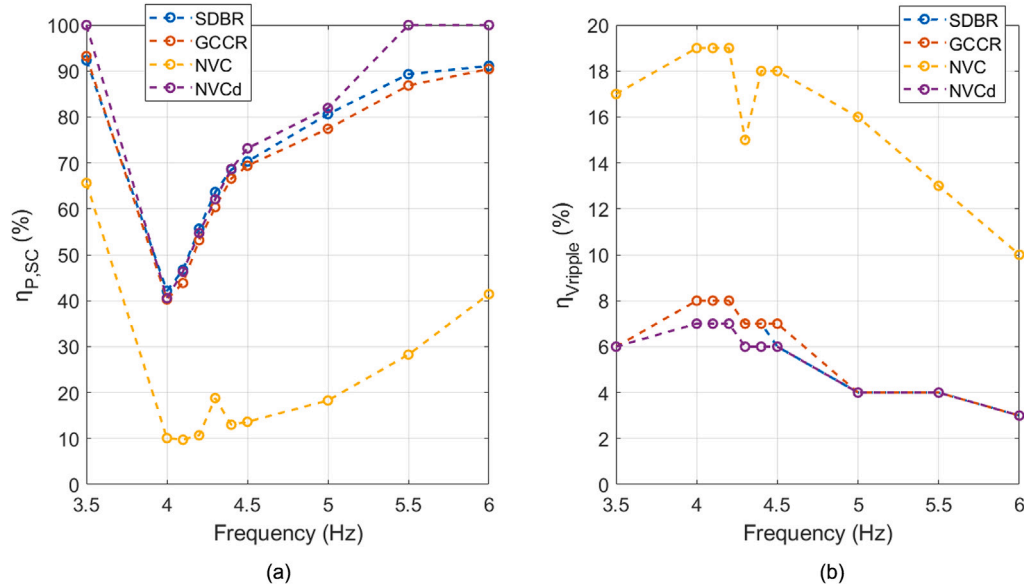 100
90
80
70
60
50
40
30
20
10
0
η_P,SC (%)
SDBR
GCCR
NVC
NVCd
3.5
4
4.5
5
5.5
6
Frequency (Hz)
(a)
20
18
16
14
12
10
8
6
4
2
0
η_Vripple (%)
SDBR
GCCR
NVC
NVCd
3.5
4
4.5
5
5.5
6
Frequency (Hz)
(b)